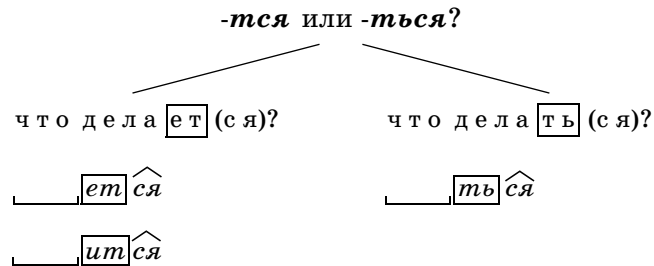 -тся или -ться?
что делает(ся)? что делать(ся)?
ет ся ть ся
ит ся